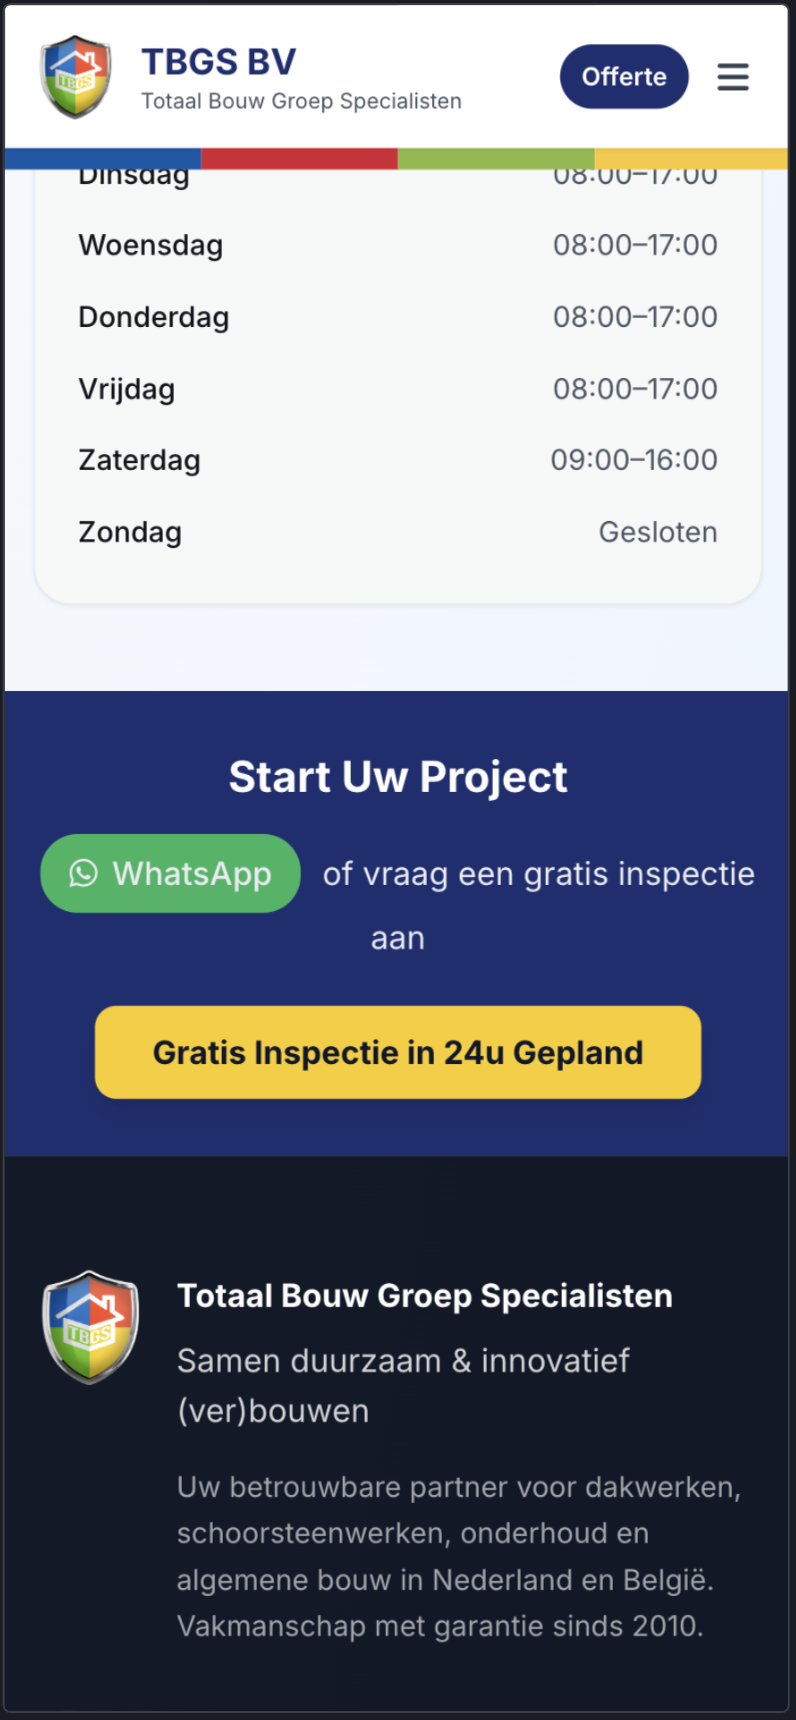 TBGS BV
Totaal Bouw Groep Specialisten
Offerte
TBGS
Dinsdag 08:00–17:00
Woensdag 08:00–17:00
Donderdag 08:00–17:00
Vrijdag 08:00–17:00
Zaterdag 09:00–16:00
Zondag Gesloten
Start Uw Project
WhatsApp of vraag een gratis inspectie
aan
Gratis Inspectie in 24u Gepland
TBGS
Totaal Bouw Groep Specialisten
Samen duurzaam & innovatief
(ver)bouwen
Uw betrouwbare partner voor dakwerken,
schoorsteenwerken, onderhoud en
algemene bouw in Nederland en België.
Vakmanschap met garantie sinds 2010.